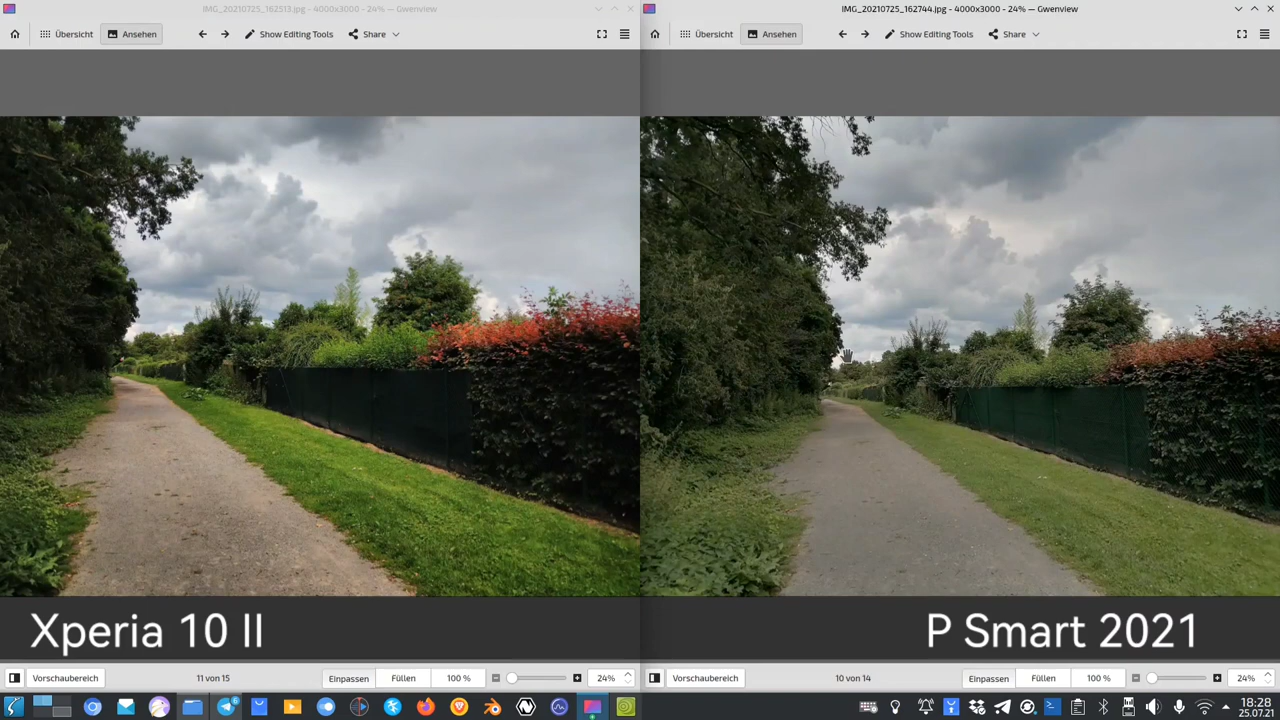 IMG_20210725_162513.jpg - 4000x3000 - 24% — Gwenview
Übersicht Ansehen Show Editing Tools Share
Xperia 10 II
Vorschaubereich 11 von 15 Einpassen Füllen 100 % 24%
IMG_20210725_162744.jpg - 4000x3000 - 24% — Gwenview
Übersicht Ansehen Show Editing Tools Share
P Smart 2021
Vorschaubereich 10 von 14 Einpassen Füllen 100 % 24%
6
18:28
25.07.21